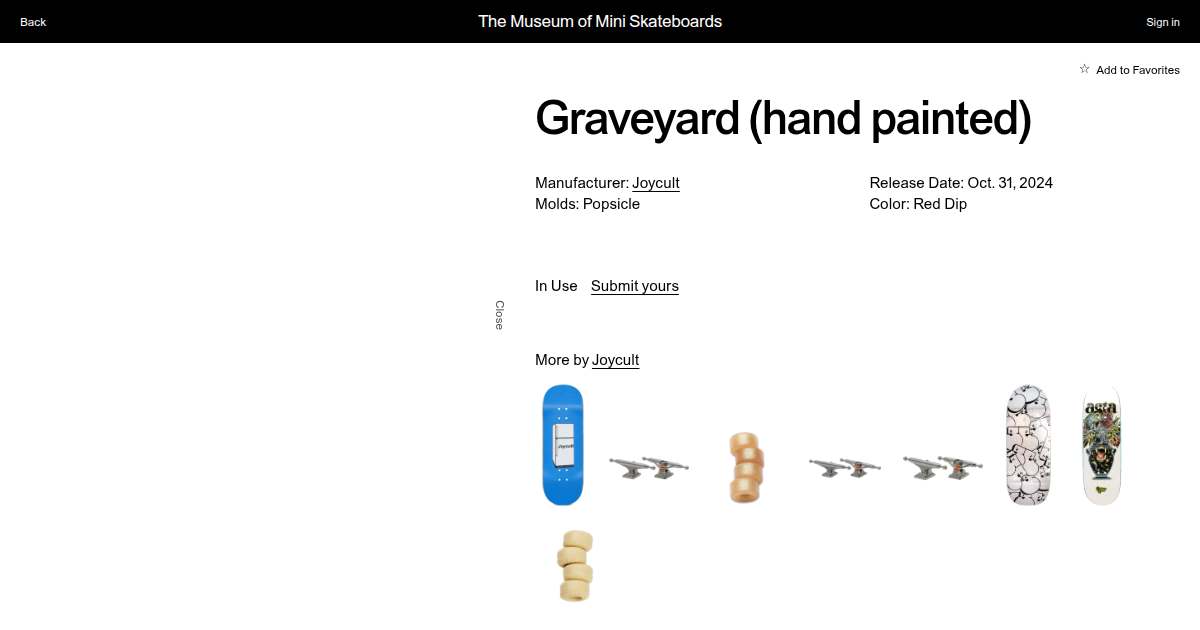 Back
The Museum of Mini Skateboards
Sign in
☆ Add to Favorites
Graveyard (hand painted)
Manufacturer: Joycult
Release Date: Oct. 31, 2024
Molds: Popsicle
Color: Red Dip
In Use Submit yours
Close
More by Joycult
asta